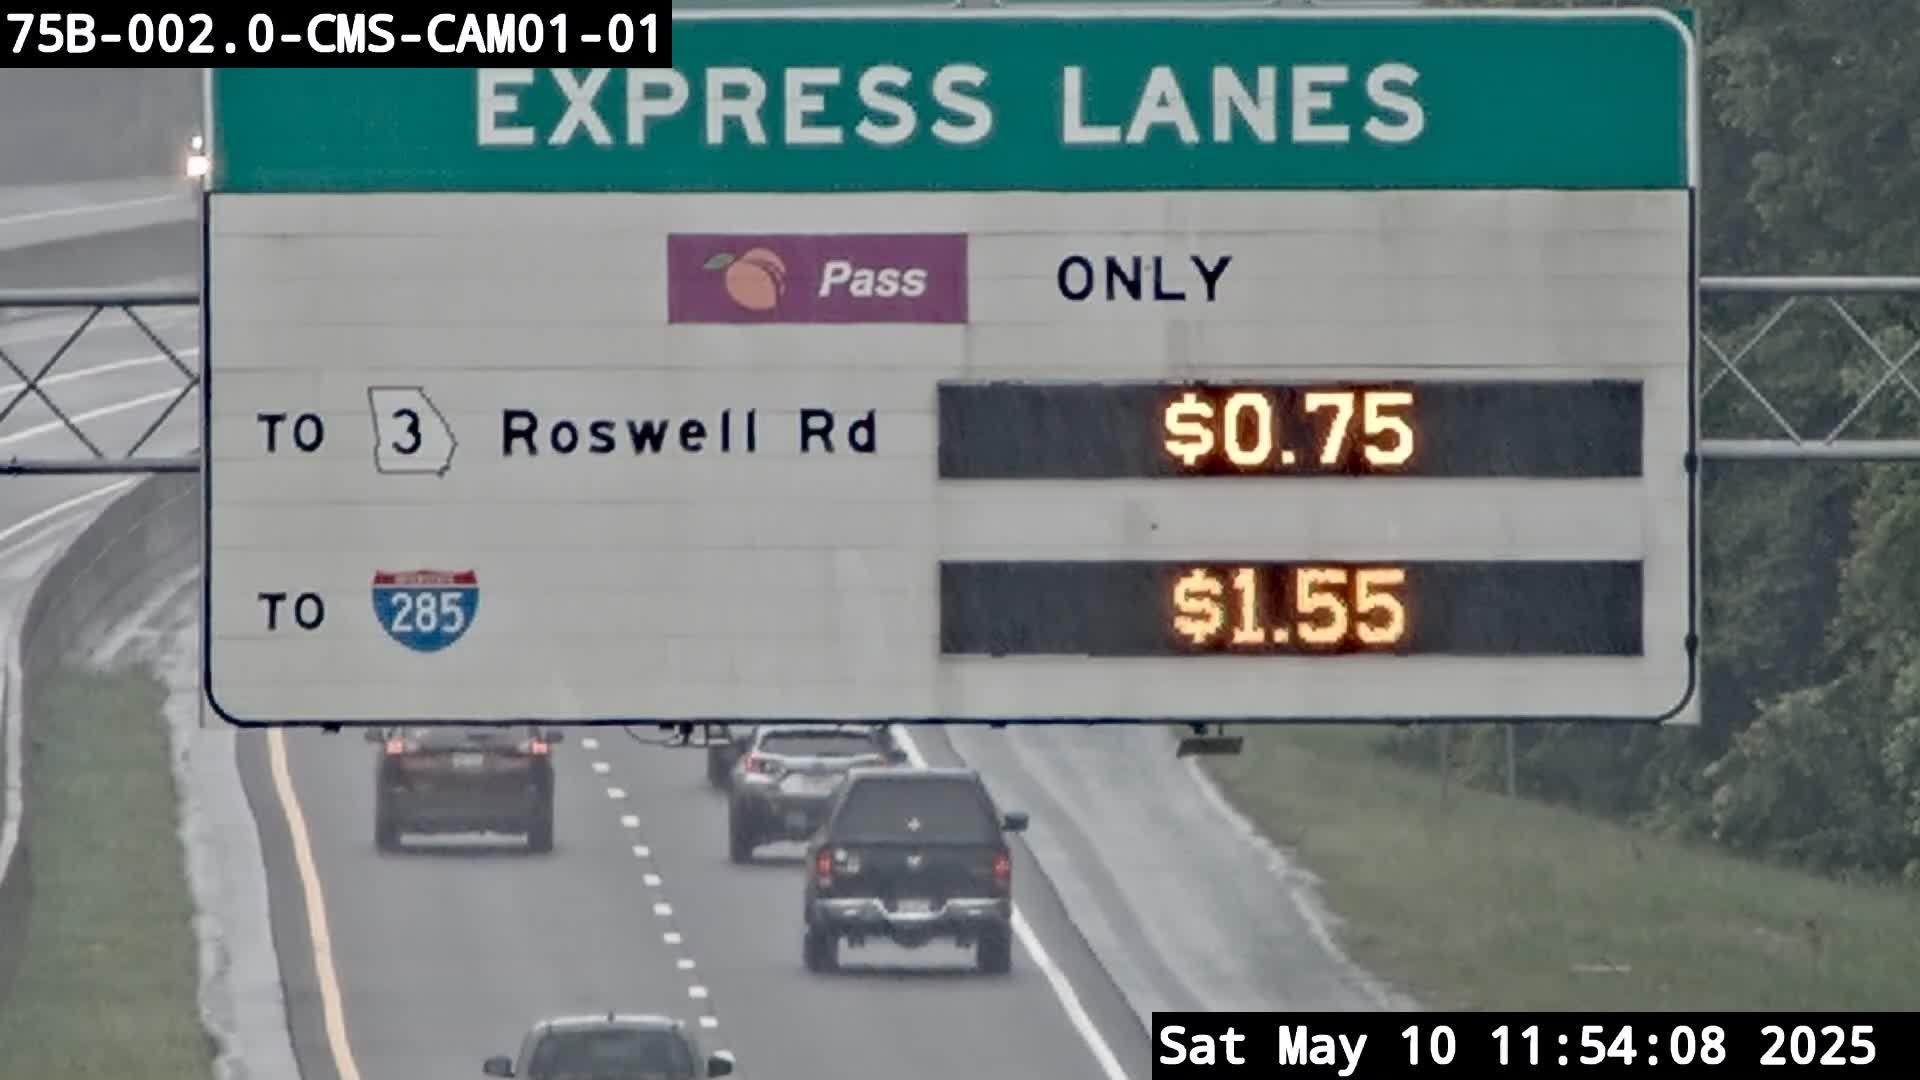 75B-002.0-CMS-CAM01-01
EXPRESS LANES
Pass ONLY
TO 3 Roswell Rd $0.75
TO 285 $1.55
Sat May 10 11:54:08 2025